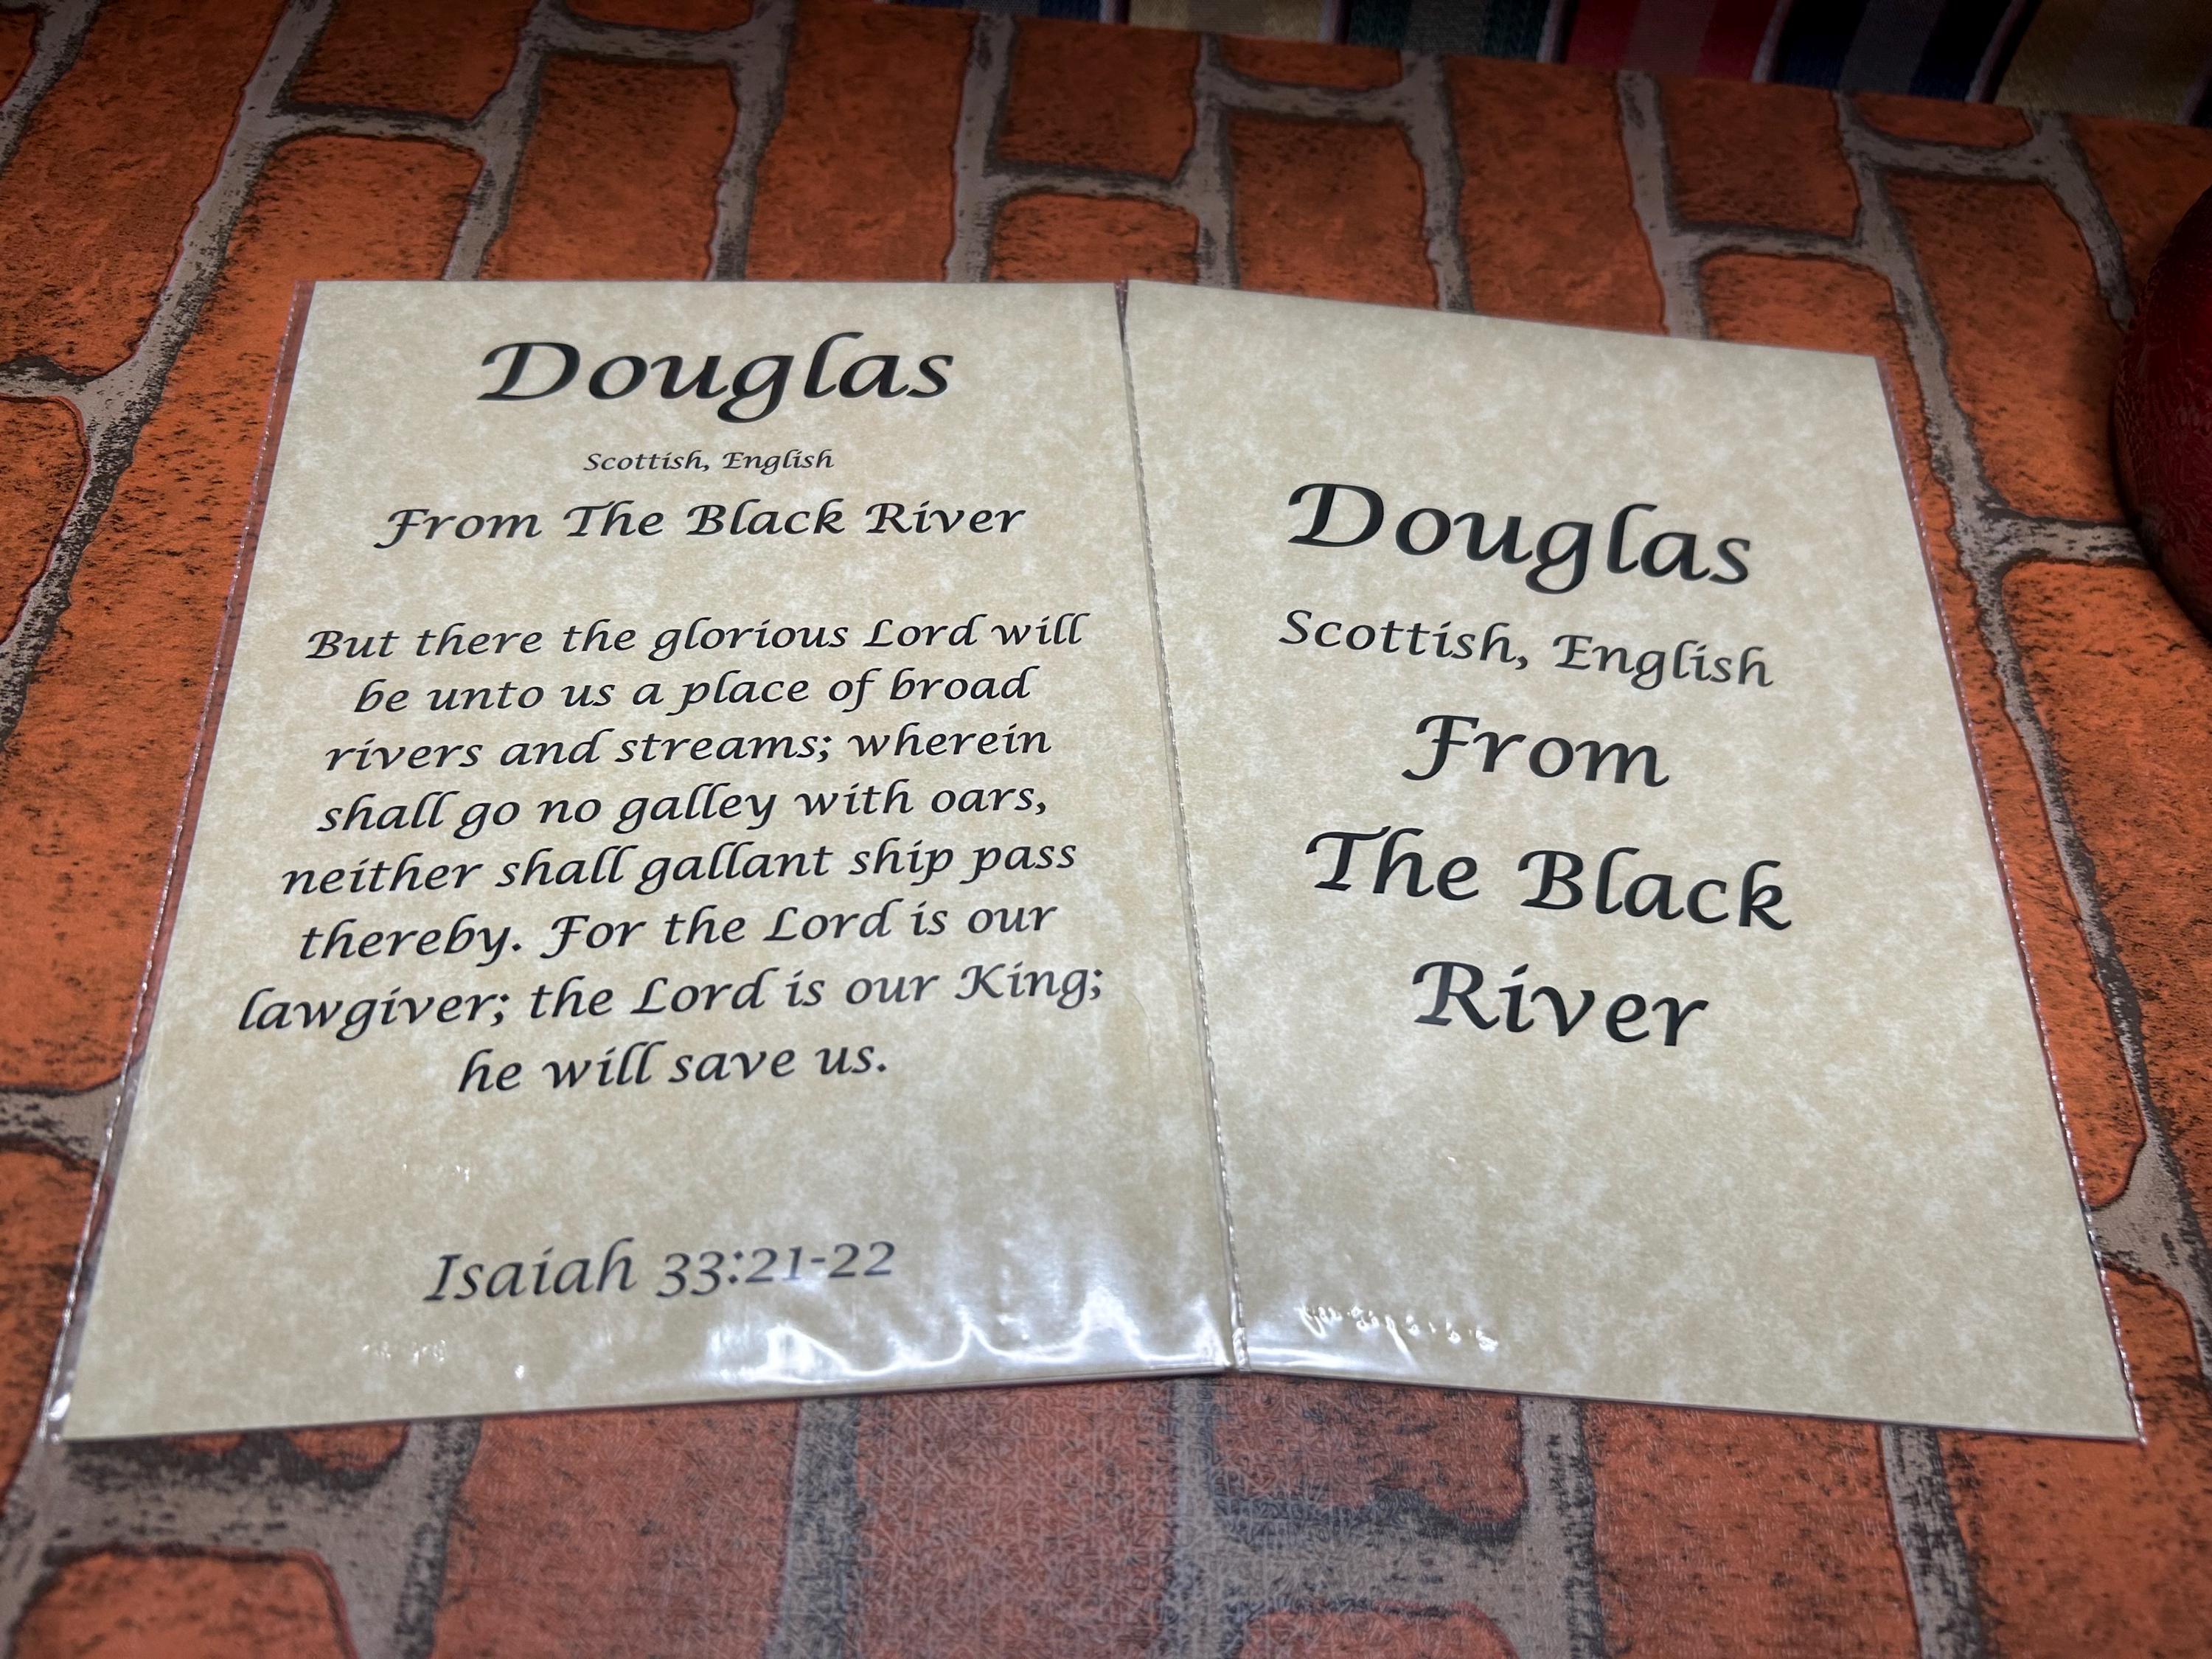 Douglas
Scottish, English
From The Black River
But there the glorious Lord will
be unto us a place of broad
rivers and streams; wherein
shall go no galley with oars,
neither shall gallant ship pass
thereby. For the Lord is our
lawgiver; the Lord is our King;
he will save us.
Isaiah 33:21-22
Douglas
Scottish, English
From
The Black
River